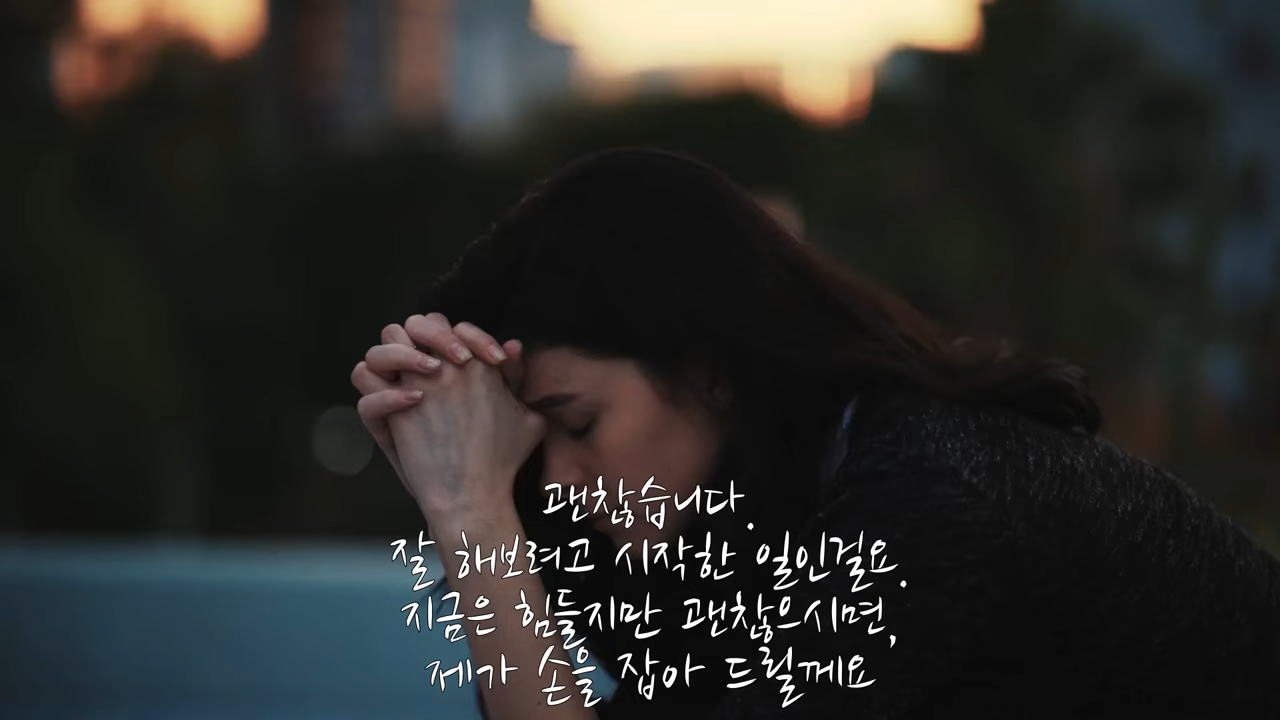 괜찮습니다.
잘 해보려고 시작한 일인걸요.
지금은 힘들지만 괜찮으시면,
제가 손을 잡아 드릴께요